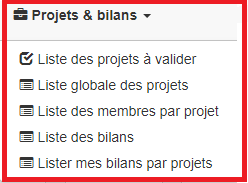 Projets & bilans
Liste des projets à valider
Liste globale des projets
Liste des membres par projet
Liste des bilans
Lister mes bilans par projets